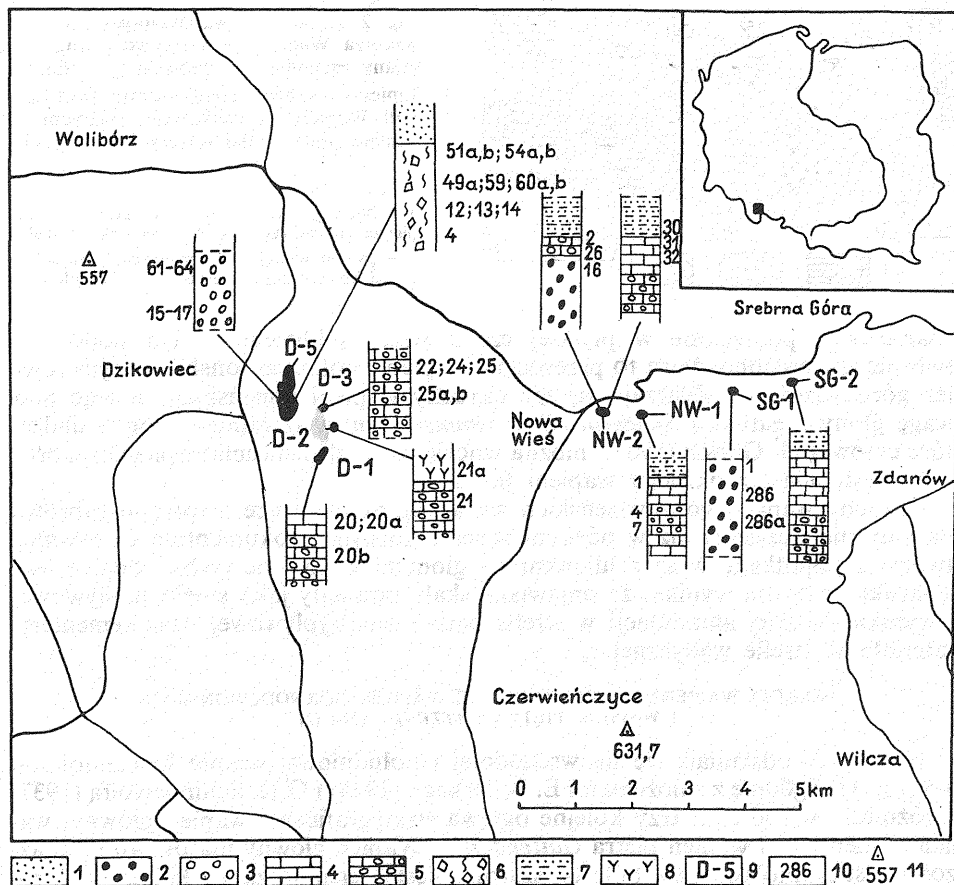 Wolibórz
51a,b; 54a,b
49a; 59; 60a,b
12; 13; 14
4
557
61-64
15-17
2
26
16
30
31
32
Srebrna Góra
D-5
Dzikowiec
D-3
22; 24; 25
25a,b
D-2
D-1
Nowa
Wieś
NW-2
NW-1
SG-1
SG-2
21a
21
1
4
7
1
286
286a
Zdanów
20; 20a
20b
Czerwieńczyce
631,7
Wilcza
0 1 2 3 4 5 km
1 2 3 4 5 6 7 8 D-5 9 286 10 557 11